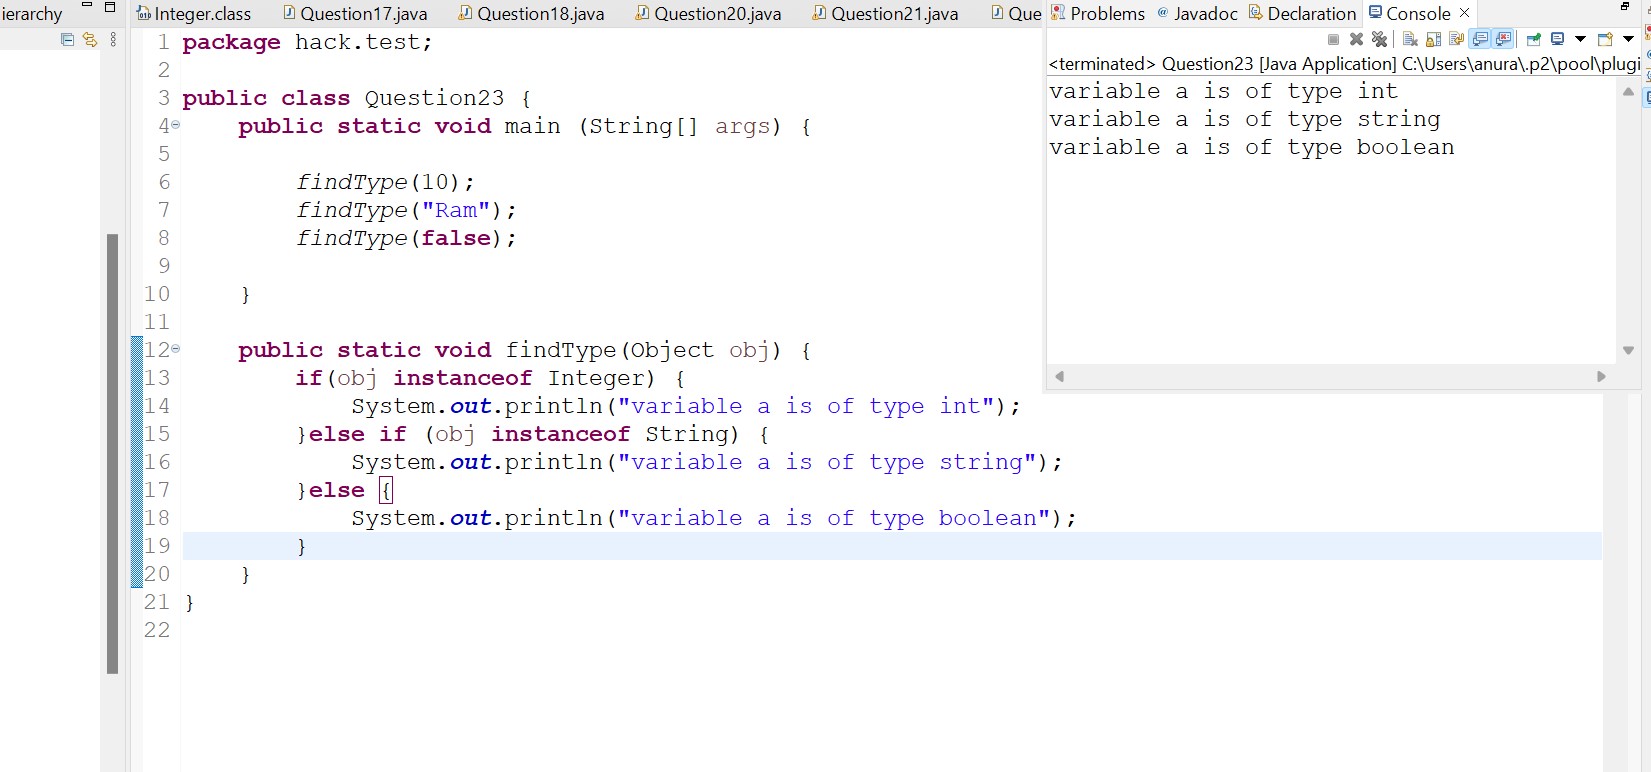 ierarchy
Integer.class Question17.java Question18.java Question20.java Question21.java Que
Problems @ Javadoc Declaration Console
<terminated> Question23 [Java Application] C:\Users\anura\.p2\pool\plugi
variable a is of type int
variable a is of type string
variable a is of type boolean
1 package hack.test;
2
3 public class Question23 {
4 public static void main (String[] args) {
5
6 findType(10);
7 findType("Ram");
8 findType(false);
9
10 }
11
12 public static void findType(Object obj) {
13 if(obj instanceof Integer) {
14 System.out.println("variable a is of type int");
15 }else if (obj instanceof String) {
16 System.out.println("variable a is of type string");
17 }else {
18 System.out.println("variable a is of type boolean");
19 }
20 }
21 }
22